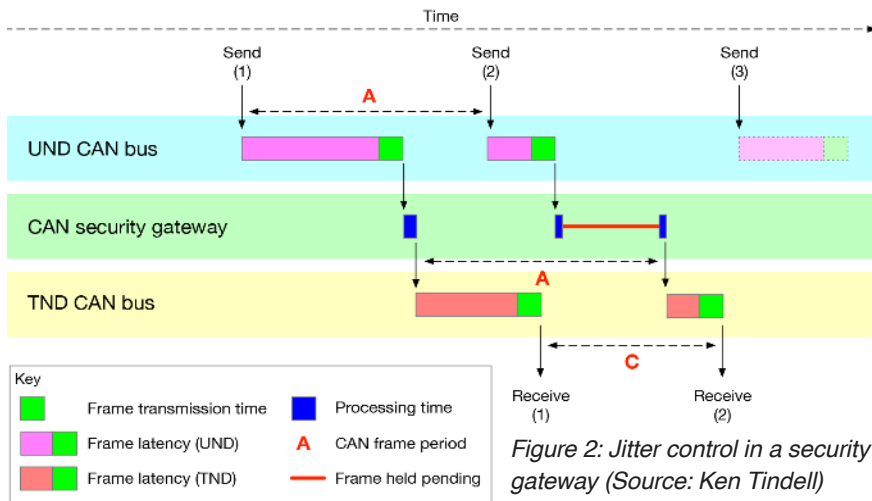 Time
Send
(1)
Send
(2)
Send
(3)
A
UND CAN bus
CAN security gateway
A
TND CAN bus
C
Receive
(1)
Receive
(2)
Key
Frame transmission time
Processing time
Frame latency (UND)
A CAN frame period
Frame latency (TND)
Frame held pending
Figure 2: Jitter control in a security
gateway (Source: Ken Tindell)